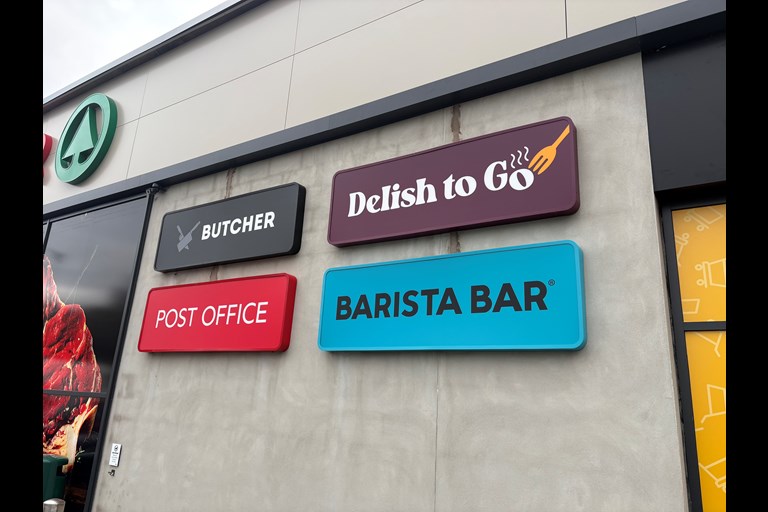 BUTCHER
Delish to Go
POST OFFICE
BARISTA BAR®